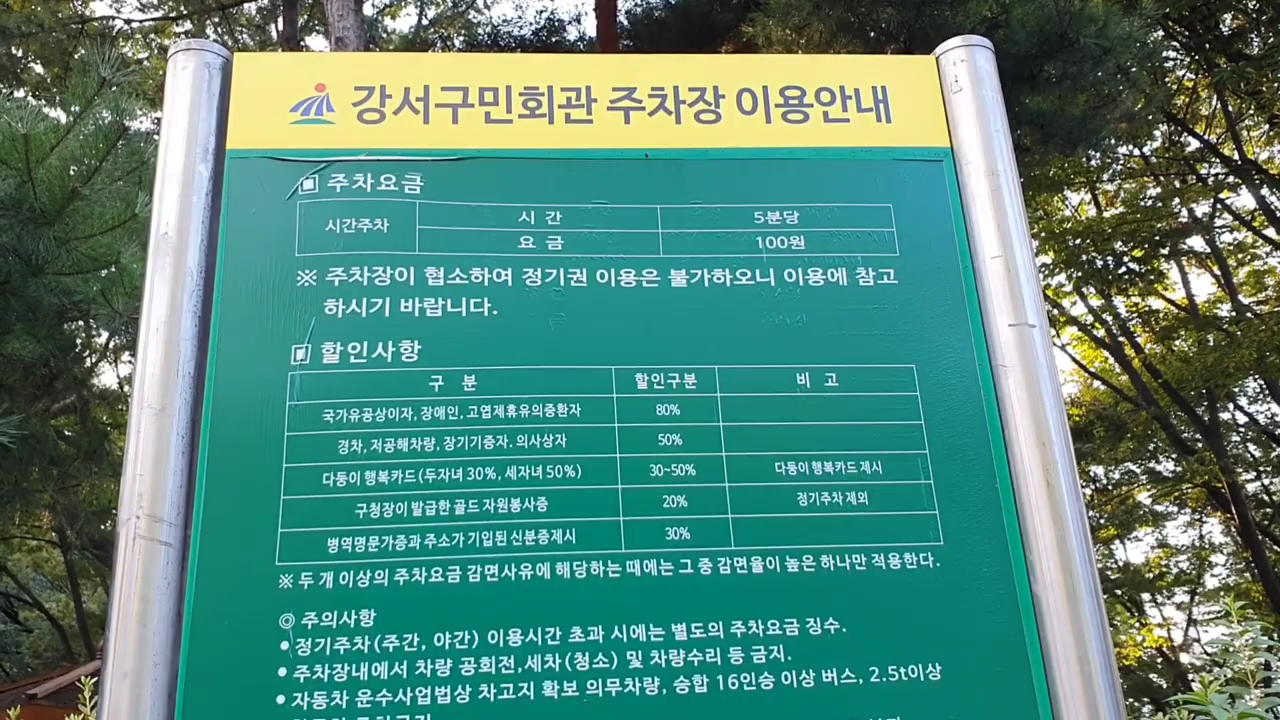 강서구민회관 주차장 이용안내
▣ 주차요금
시간주차 시 간 5분당
요 금 100원
※ 주차장이 협소하여 정기권 이용은 불가하오니 이용에 참고
하시기 바랍니다.
▣ 할인사항
구 분 할인구분 비 고
국가유공상이자, 장애인, 고엽제휴유의증환자 80%
경차, 저공해차량, 장기기증자. 의사상자 50%
다둥이 행복카드(두자녀 30%, 세자녀 50%) 30~50% 다둥이 행복카드 제시
구청장이 발급한 골드 자원봉사증 20% 정기주차 제외
병역명문가증과 주소가 기입된 신분증제시 30%
※ 두 개 이상의 주차요금 감면사유에 해당하는 때에는 그 중 감면율이 높은 하나만 적용한다.
◎ 주의사항
• 정기주차(주간, 야간) 이용시간 초과 시에는 별도의 주차요금 징수.
• 주차장내에서 차량 공회전,세차(청소) 및 차량수리 등 금지.
• 자동차 운수사업법상 차고지 확보 의무차량, 승합 16인승 이상 버스, 2.5t이상